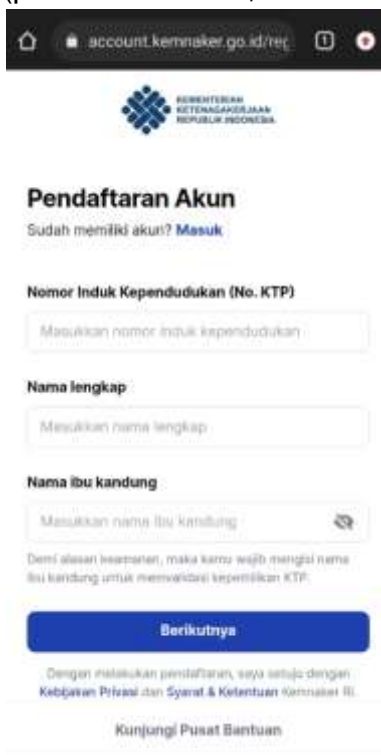 account.kemnaker.go.id/reg
1
KEMENTERIAN
KETENAGAKERJAAN
REPUBLIK INDONESIA
Pendaftaran Akun
Sudah memiliki akun? Masuk
Nomor Induk Kependudukan (No. KTP)
Masukkan nomor induk kependudukan
Nama lengkap
Masukkan nama lengkap
Nama ibu kandung
Masukkan nama ibu kandung
Demi alasan keamanan, maka kamu wajib mengisi nama
ibu kandung untuk memvalidasi kepemilikan KTP.
Berikutnya
Dengan melakukan pendaftaran, saya setuju dengan
Kebijakan Privasi dan Syarat & Ketentuan Kemnaker RI.
Kunjungi Pusat Bantuan